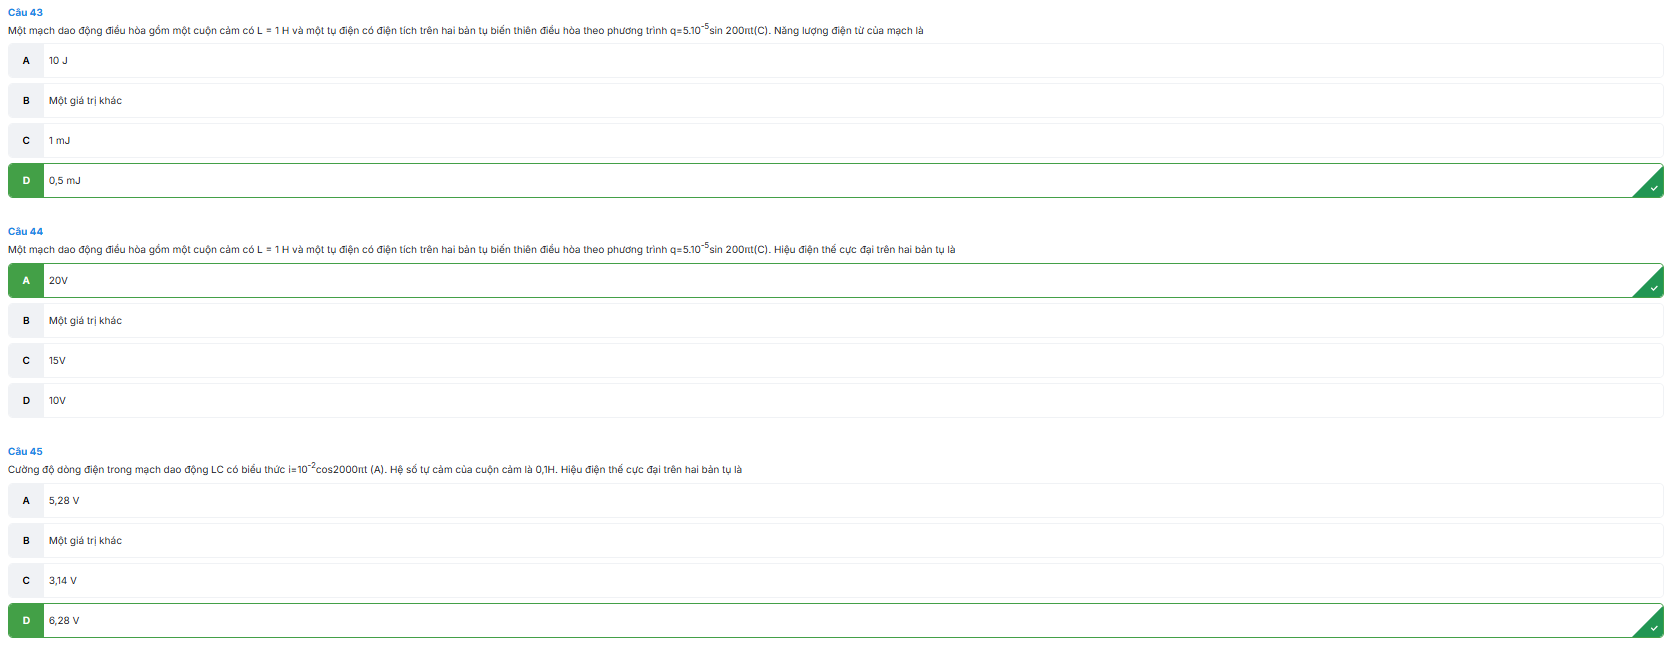 Câu 43
Một mạch dao động điều hòa gồm một cuộn cảm có L = 1 H và một tụ điện có điện tích trên hai bản tụ biến thiên điều hòa theo phương trình q=5.10⁻⁵sin 200πt(C). Năng lượng điện từ của mạch là
A 10 J
B Một giá trị khác
C 1 mJ
D 0,5 mJ
Câu 44
Một mạch dao động điều hòa gồm một cuộn cảm có L = 1 H và một tụ điện có điện tích trên hai bản tụ biến thiên điều hòa theo phương trình q=5.10⁻⁵sin 200πt(C). Hiệu điện thế cực đại trên hai bản tụ là
A 20V
B Một giá trị khác
C 15V
D 10V
Câu 45
Cường độ dòng điện trong mạch dao động LC có biểu thức i=10⁻²cos2000πt (A). Hệ số tự cảm của cuộn cảm là 0,1H. Hiệu điện thế cực đại trên hai bản tụ là
A 5,28 V
B Một giá trị khác
C 3,14 V
D 6,28 V